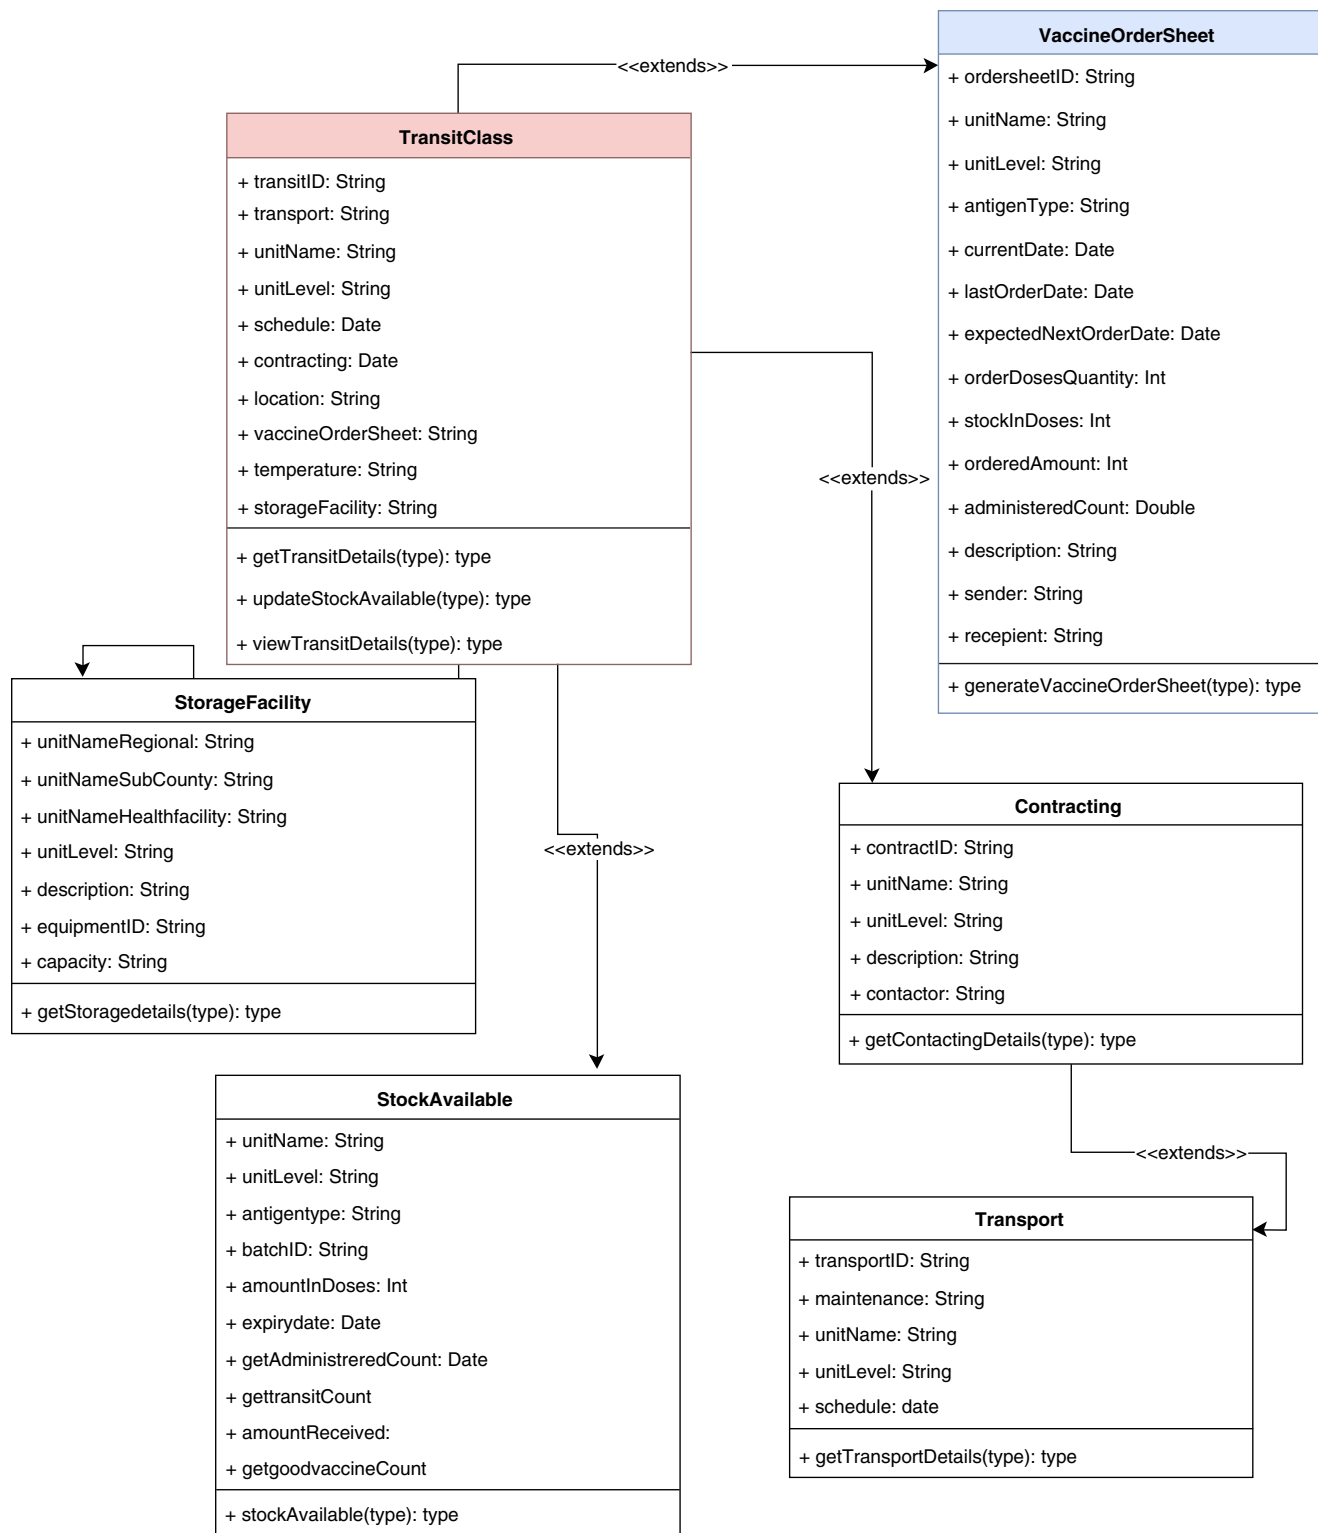 <<extends>>
VaccineOrderSheet
+ ordersheetID: String
+ unitName: String
+ unitLevel: String
+ antigenType: String
+ currentDate: Date
+ lastOrderDate: Date
+ expectedNextOrderDate: Date
+ orderDosesQuantity: Int
+ stockInDoses: Int
+ orderedAmount: Int
+ administeredCount: Double
+ description: String
+ sender: String
+ recepient: String
+ generateVaccineOrderSheet(type): type
TransitClass
+ transitID: String
+ transport: String
+ unitName: String
+ unitLevel: String
+ schedule: Date
+ contracting: Date
+ location: String
+ vaccineOrderSheet: String
+ temperature: String
+ storageFacility: String
+ getTransitDetails(type): type
+ updateStockAvailable(type): type
+ viewTransitDetails(type): type
<<extends>>
StorageFacility
+ unitNameRegional: String
+ unitNameSubCounty: String
+ unitNameHealthfacility: String
+ unitLevel: String
+ description: String
+ equipmentID: String
+ capacity: String
+ getStoragedetails(type): type
<<extends>>
Contracting
+ contractID: String
+ unitName: String
+ unitLevel: String
+ description: String
+ contactor: String
+ getContactingDetails(type): type
StockAvailable
+ unitName: String
+ unitLevel: String
+ antigentype: String
+ batchID: String
+ amountInDoses: Int
+ expirydate: Date
+ getAdministreredCount: Date
+ gettransitCount
+ amountReceived:
+ getgoodvaccineCount
+ stockAvailable(type): type
<<extends>>
Transport
+ transportID: String
+ maintenance: String
+ unitName: String
+ unitLevel: String
+ schedule: date
+ getTransportDetails(type): type